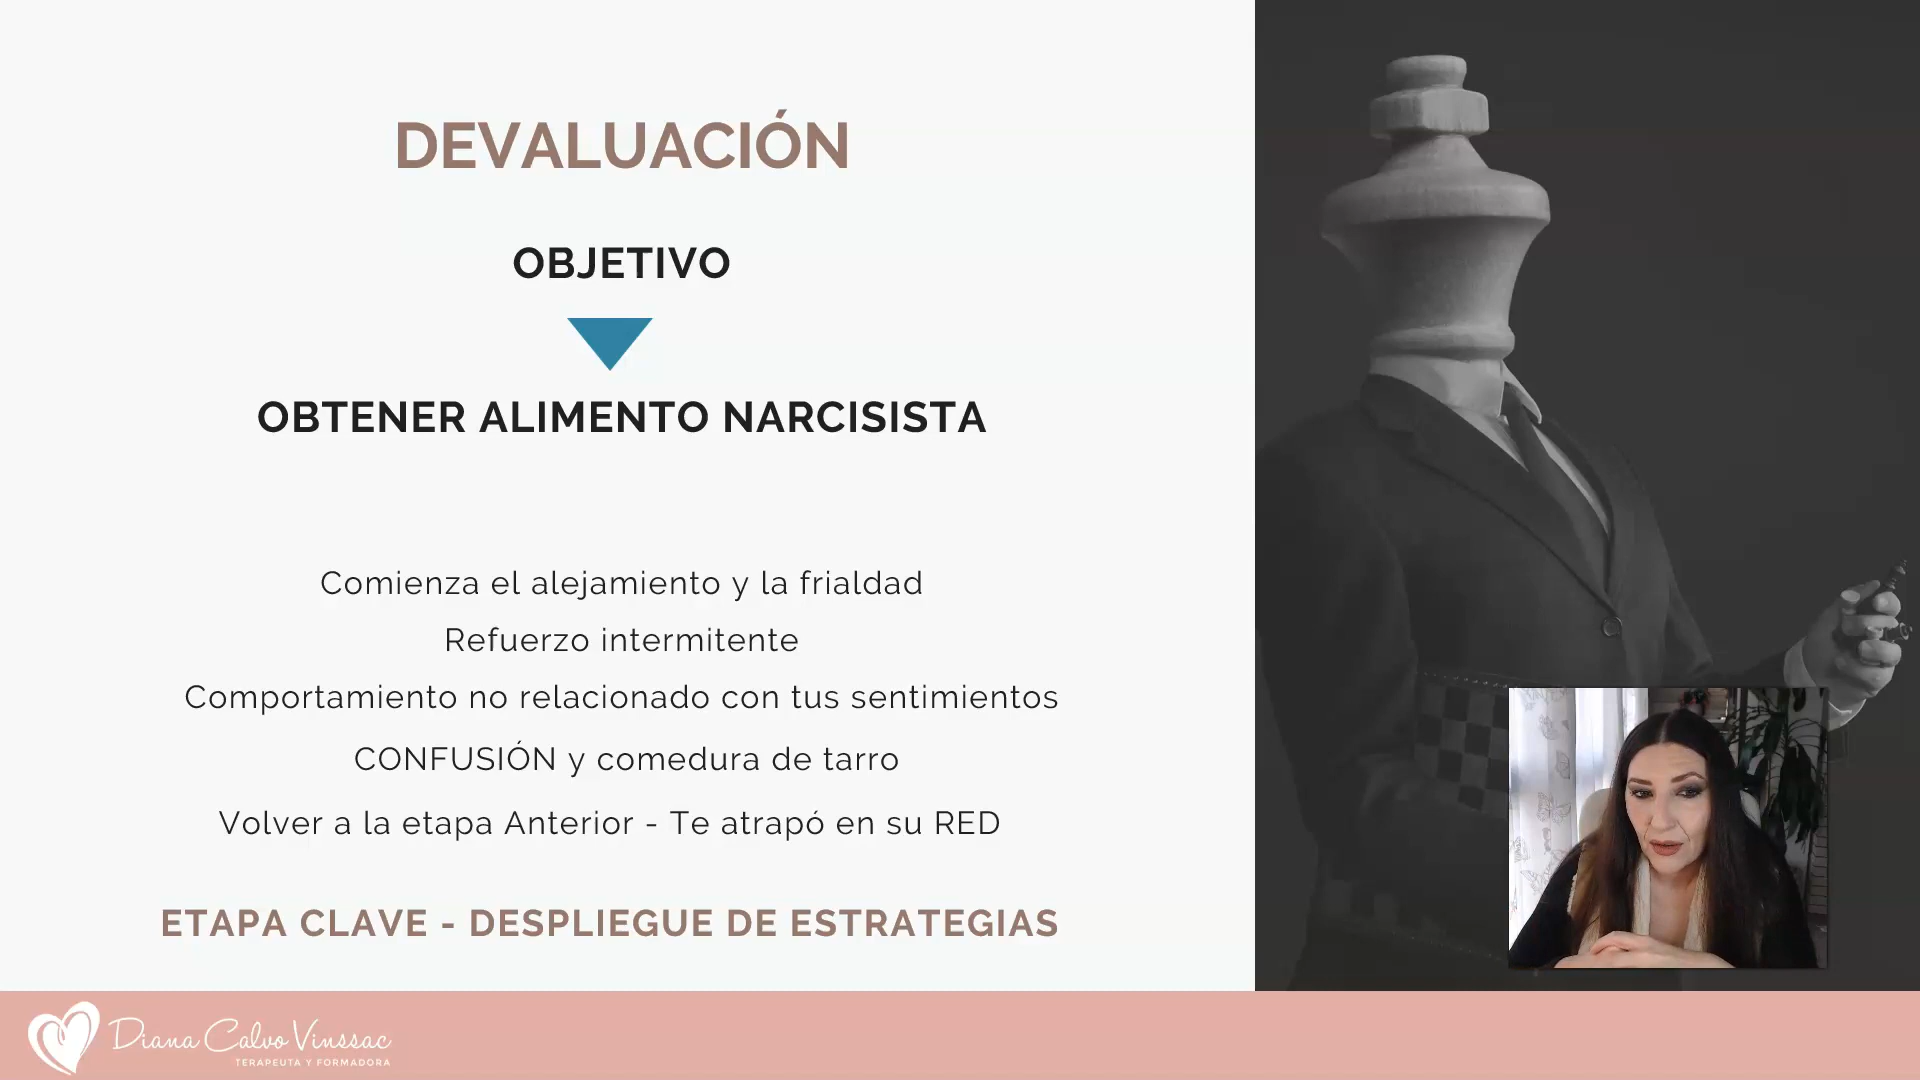 DEVALUACIÓN
OBJETIVO
OBTENER ALIMENTO NARCISISTA
Comienza el alejamiento y la frialdad
Refuerzo intermitente
Comportamiento no relacionado con tus sentimientos
CONFUSIÓN y comedura de tarro
Volver a la etapa Anterior - Te atrapó en su RED
ETAPA CLAVE - DESPLIEGUE DE ESTRATEGIAS
Diana Calvo Vinssac
TERAPEUTA Y FORMADORA